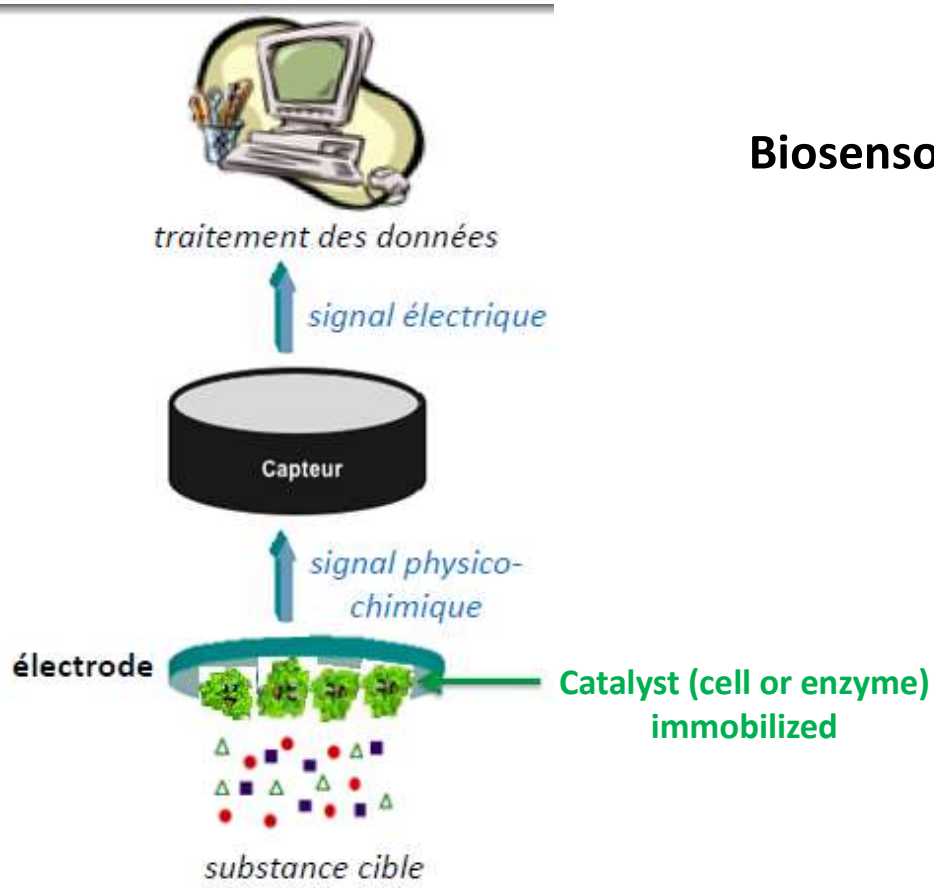 Biosenso
traitement des données
signal électrique
Capteur
signal physico-
chimique
électrode
Catalyst (cell or enzyme)
immobilized
substance cible